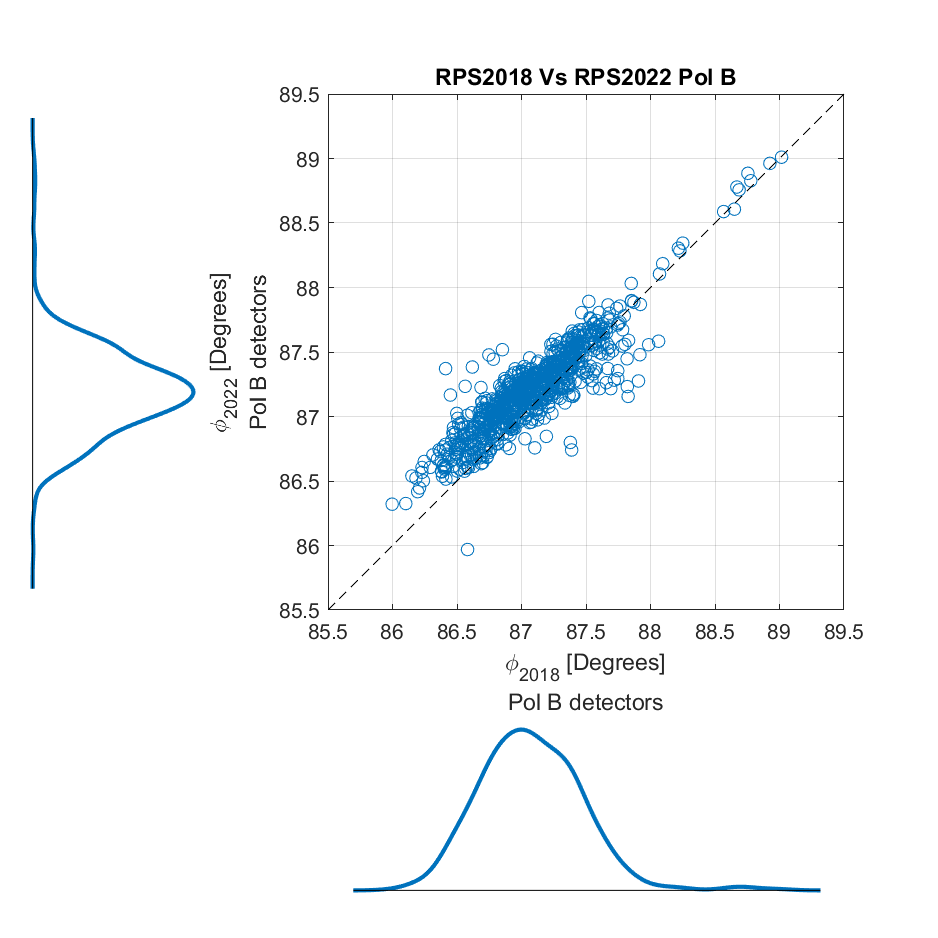 RPS2018 Vs RPS2022 Pol B
89.5
89
88.5
88
87.5
87
86.5
86
85.5
ϕ2022 [Degrees]
Pol B detectors
85.5 86 86.5 87 87.5 88 88.5 89 89.5
ϕ2018 [Degrees]
Pol B detectors